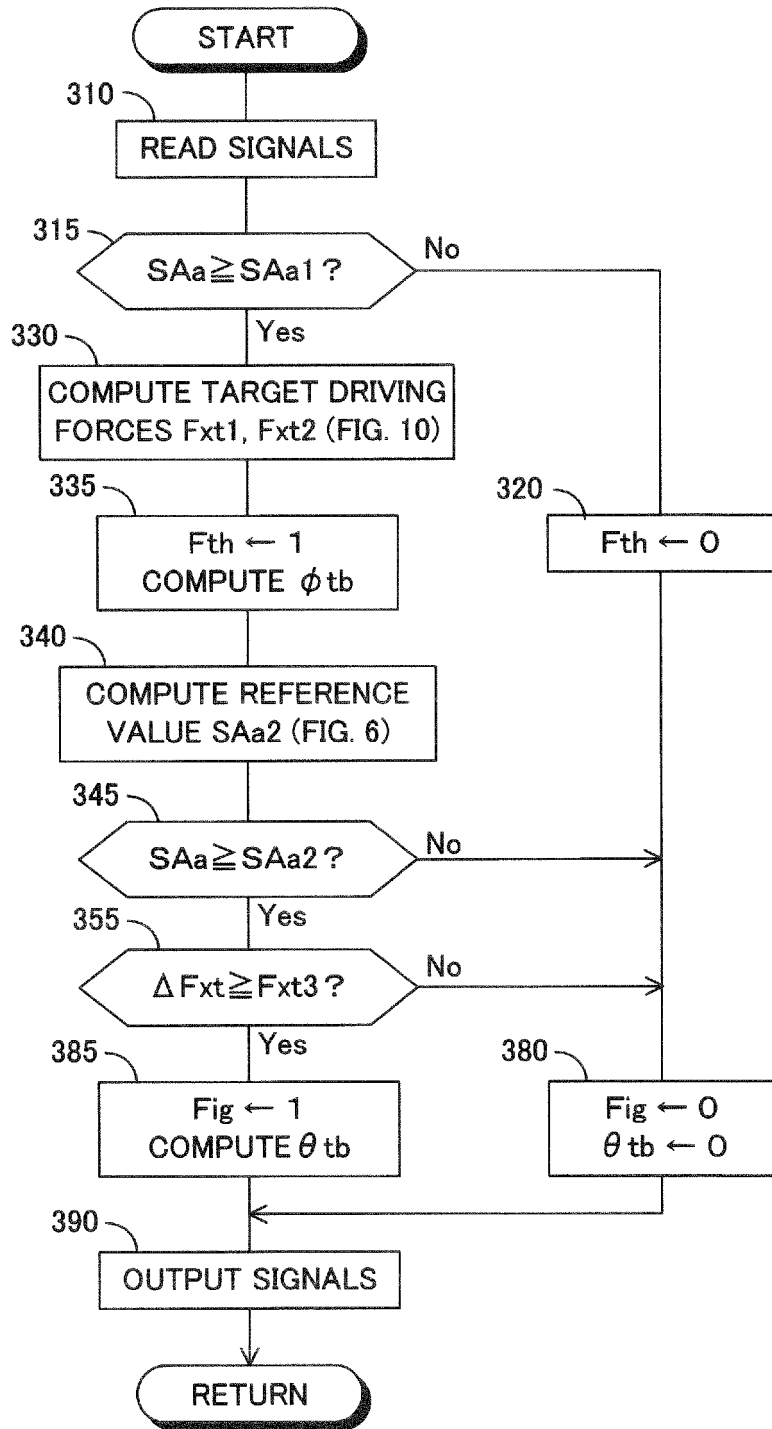 START
310
READ SIGNALS
315
SAa≧SAa1?
No
Yes
330
COMPUTE TARGET DRIVING
FORCES Fxt1, Fxt2 (FIG. 10)
335
Fth ← 1
COMPUTE φtb
320
Fth ← 0
340
COMPUTE REFERENCE
VALUE SAa2 (FIG. 6)
345
SAa≧SAa2?
No
Yes
355
ΔFxt≧Fxt3?
No
Yes
385
Fig ← 1
COMPUTE θtb
380
Fig ← 0
θtb ← 0
390
OUTPUT SIGNALS
RETURN